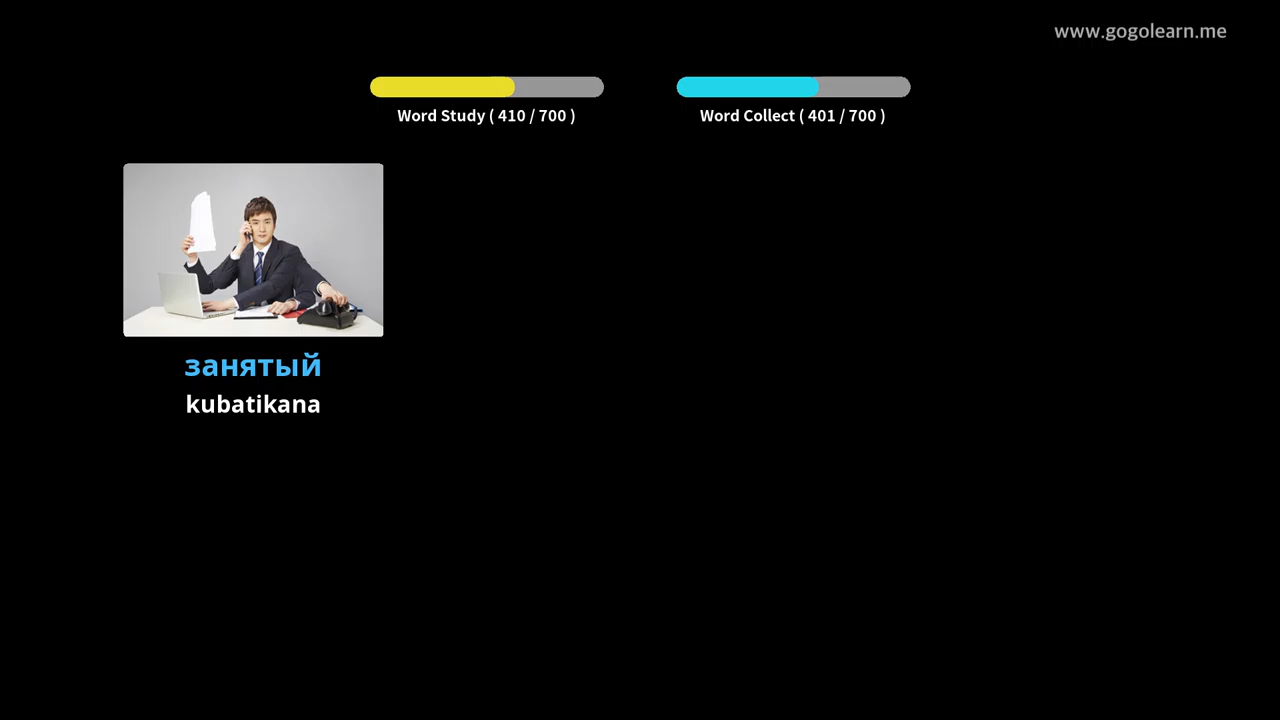 www.gogolearn.me
Word Study ( 410 / 700 )
Word Collect ( 401 / 700 )
занятый
kubatikana